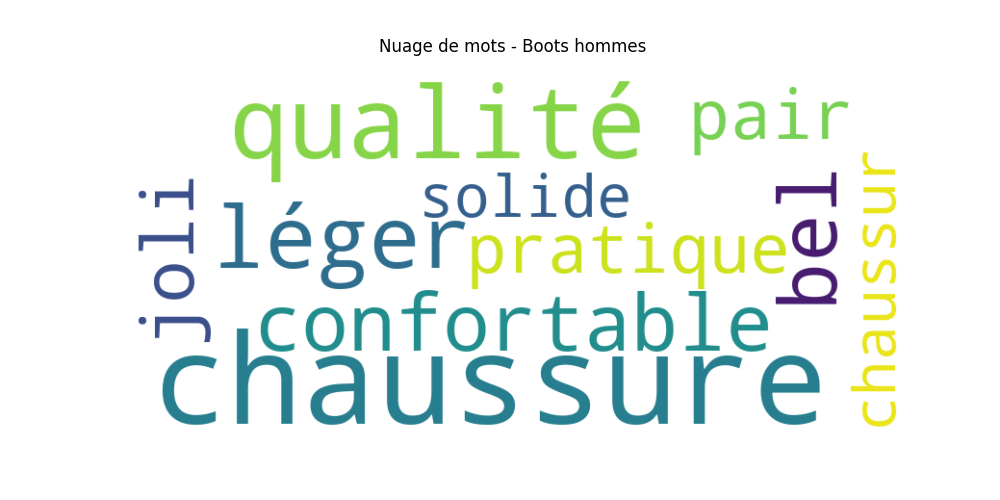 Nuage de mots - Boots hommes
qualité
pair
solide
joli
léger
pratique
bel
chaussur
confortable
chaussure